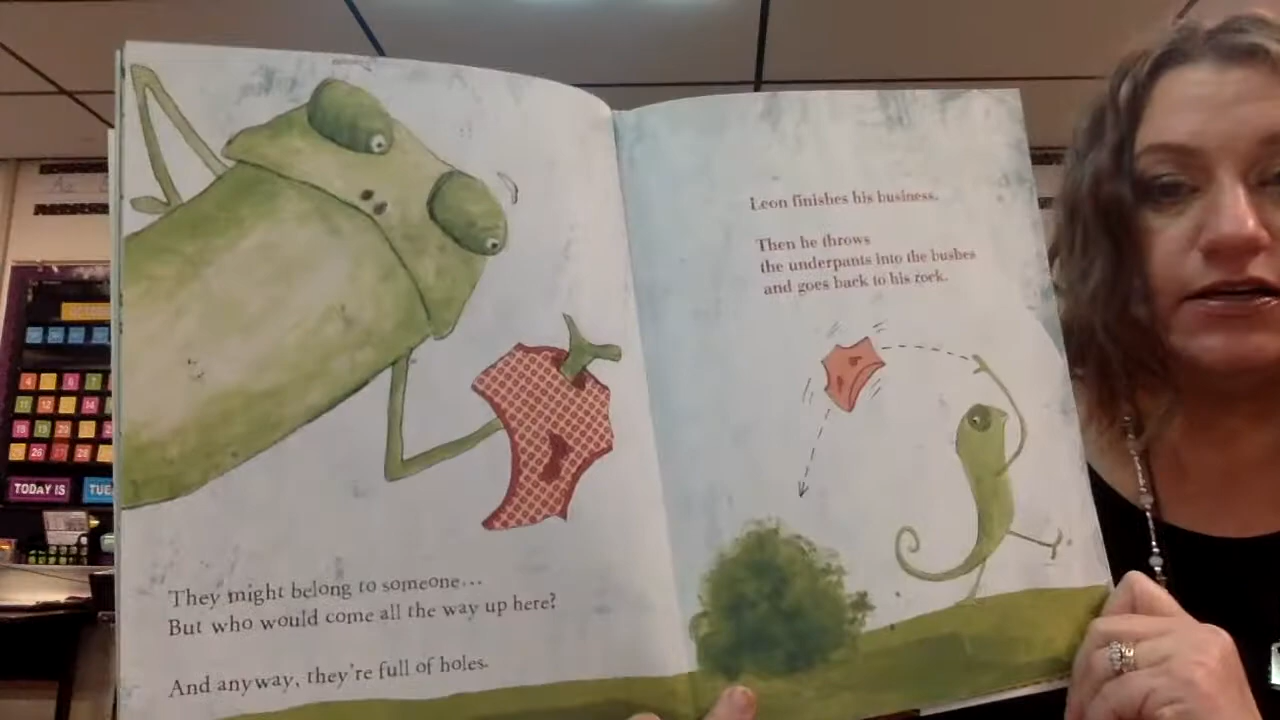 They might belong to someone...
But who would come all the way up here?
And anyway, they're full of holes.
Leon finishes his business.
Then he throws
the underpants into the bushes
and goes back to his rock.
TODAY IS
TUE